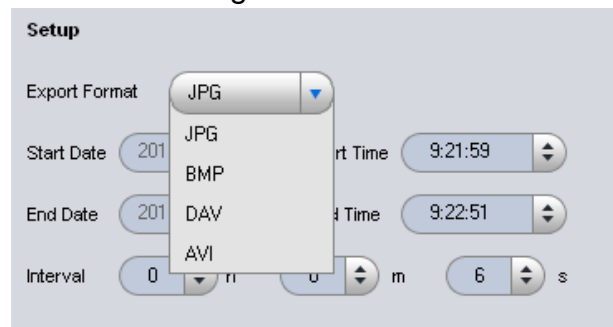 Setup
Export Format JPG
JPG
BMP
DAV
AVI
Start Date 201 rt Time 9:21:59
End Date 201 Time 9:22:51
Interval 0 m 6 s